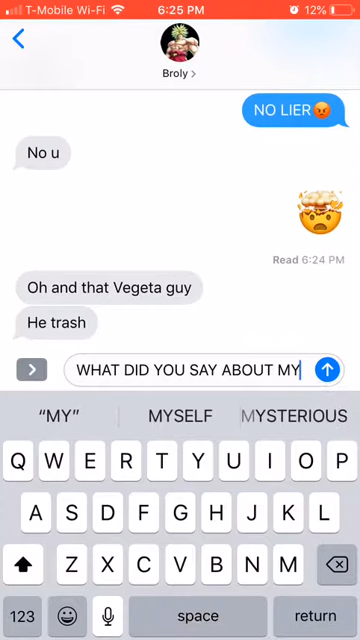 T-Mobile Wi-Fi 6:25 PM 12%
Broly >
NO LIER😡
No u
🤯
Read 6:24 PM
Oh and that Vegeta guy
He trash
WHAT DID YOU SAY ABOUT MY
“MY” MYSELF MYSTERIOUS
Q W E R T Y U I O P
A S D F G H J K L
Z X C V B N M
123 space return